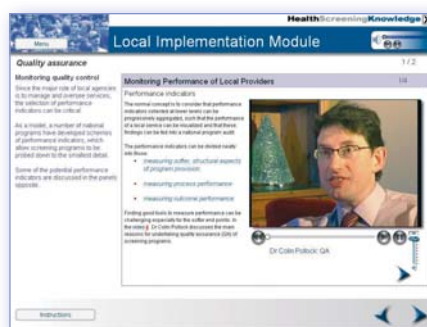 HealthScreeningKnowledge
Menu
Local Implementation Module
Quality assurance
1 / 2
Monitoring quality control
Since the major role of local agencies
is to manage and oversee services,
the selection of performance
indicators can be critical.
As a model, a number of national
programs have developed schemes
of performance indicators, which
allow screening programs to be
probed down to the smallest detail.
Some of the potential performance
indicators are discussed in the panels
opposite.
Monitoring Performance of Local Providers
1/4
Performance indicators
The normal concept is to consider that performance
indicators collected at lower levels can be
progressively aggregated, such that the performance
of a local service can be visualized and that these
findings can be fed into a national program audit.
The performance indicators can be divided neatly
into those:
measuring softer, structural aspects
of program provision
measuring process performance
measuring outcome performance
Finding good tools to measure performance can be
challenging especially for the softer end points. In
the video, Dr Colin Pollock discusses the main
reasons for undertaking quality assurance (QA) of
screening programs.
Dr Colin Pollock: QA
Instructions